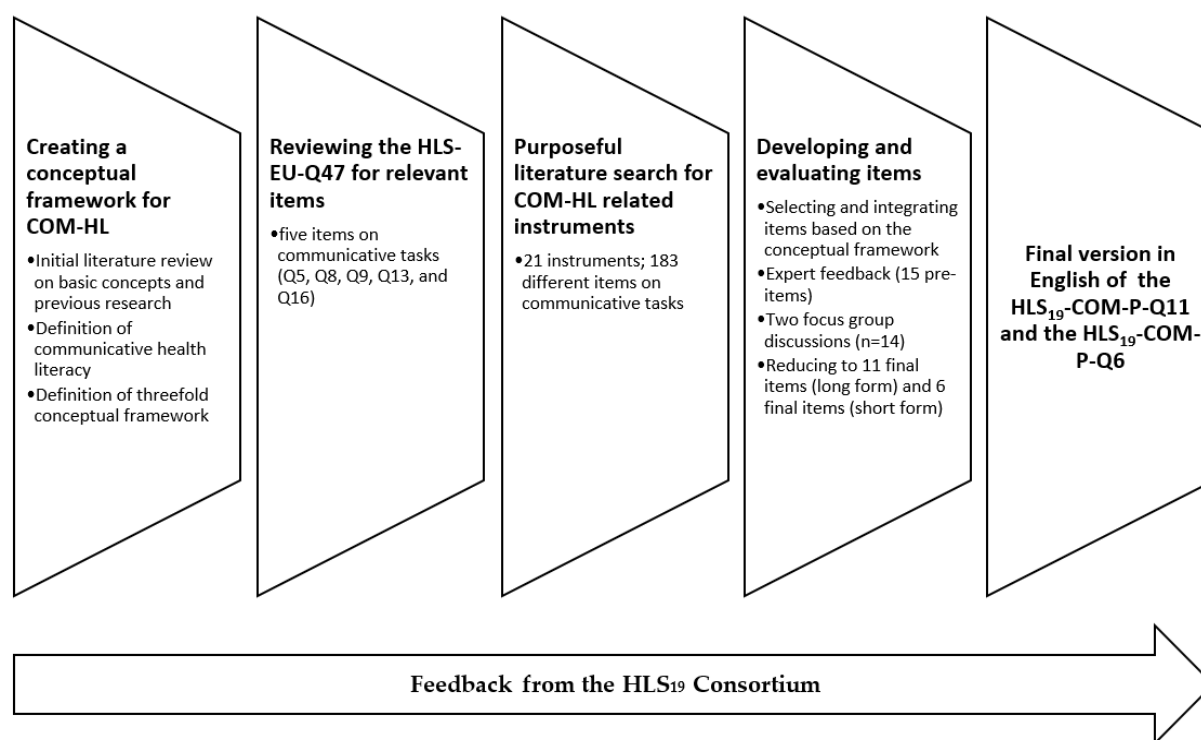 Creating a
conceptual
framework for
COM-HL
•Initial literature review
on basic concepts and
previous research
•Definition of
communicative health
literacy
•Definition of threefold
conceptual framework
Reviewing the HLS-
EU-Q47 for relevant
items
•five items on
communicative tasks
(Q5, Q8, Q9, Q13, and
Q16)
Purposeful
literature search for
COM-HL related
instruments
•21 instruments; 183
different items on
communicative tasks
Developing and
evaluating items
•Selecting and integrating
items based on the
conceptual framework
•Expert feedback (15 pre-
items)
•Two focus group
discussions (n=14)
•Reducing to 11 final
items (long form) and 6
final items (short form)
Final version in
English of the
HLS₁₉-COM-P-Q11
and the HLS₁₉-COM-
P-Q6
Feedback from the HLS₁₉ Consortium